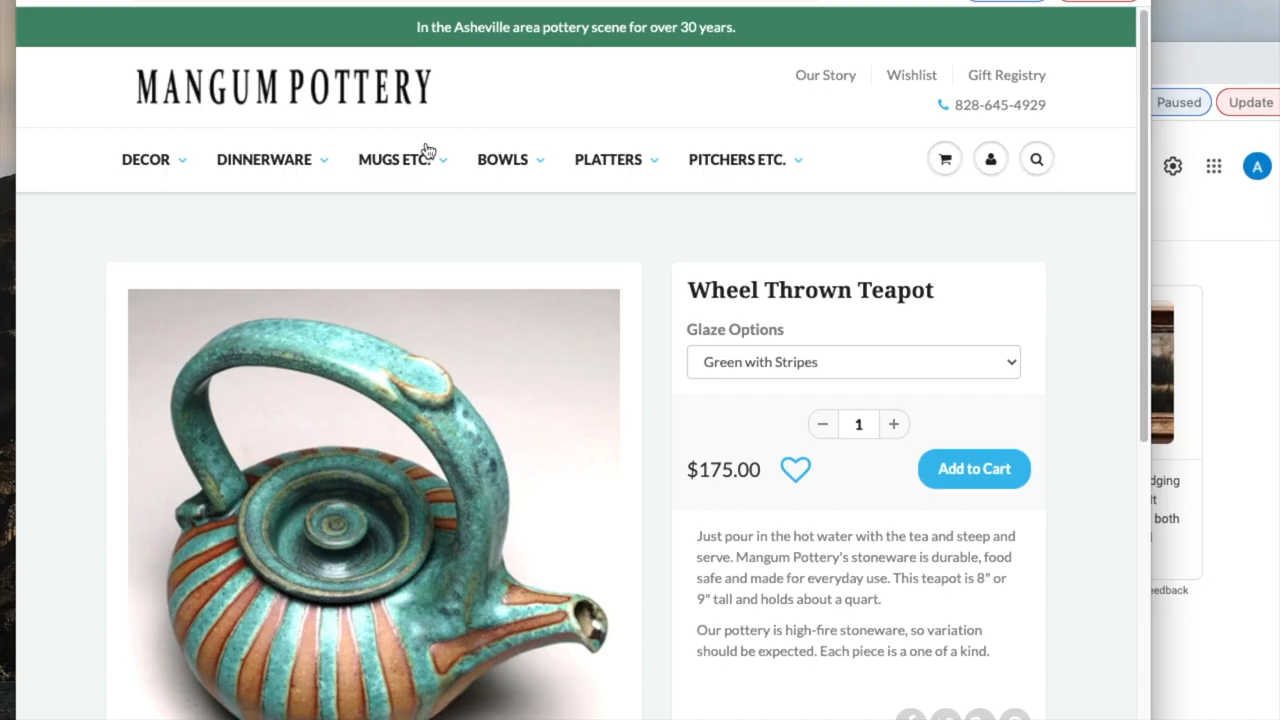 In the Asheville area pottery scene for over 30 years.
MANGUM POTTERY
Our Story
Wishlist
Gift Registry
828-645-4929
Paused
Update
DECOR
DINNERWARE
MUGS ETC.
BOWLS
PLATTERS
PITCHERS ETC.
A
Wheel Thrown Teapot
Glaze Options
Green with Stripes
− 1 +
$175.00
Add to Cart
Just pour in the hot water with the tea and steep and
serve. Mangum Pottery's stoneware is durable, food
safe and made for everyday use. This teapot is 8" or
9" tall and holds about a quart.
Our pottery is high-fire stoneware, so variation
should be expected. Each piece is a one of a kind.
both